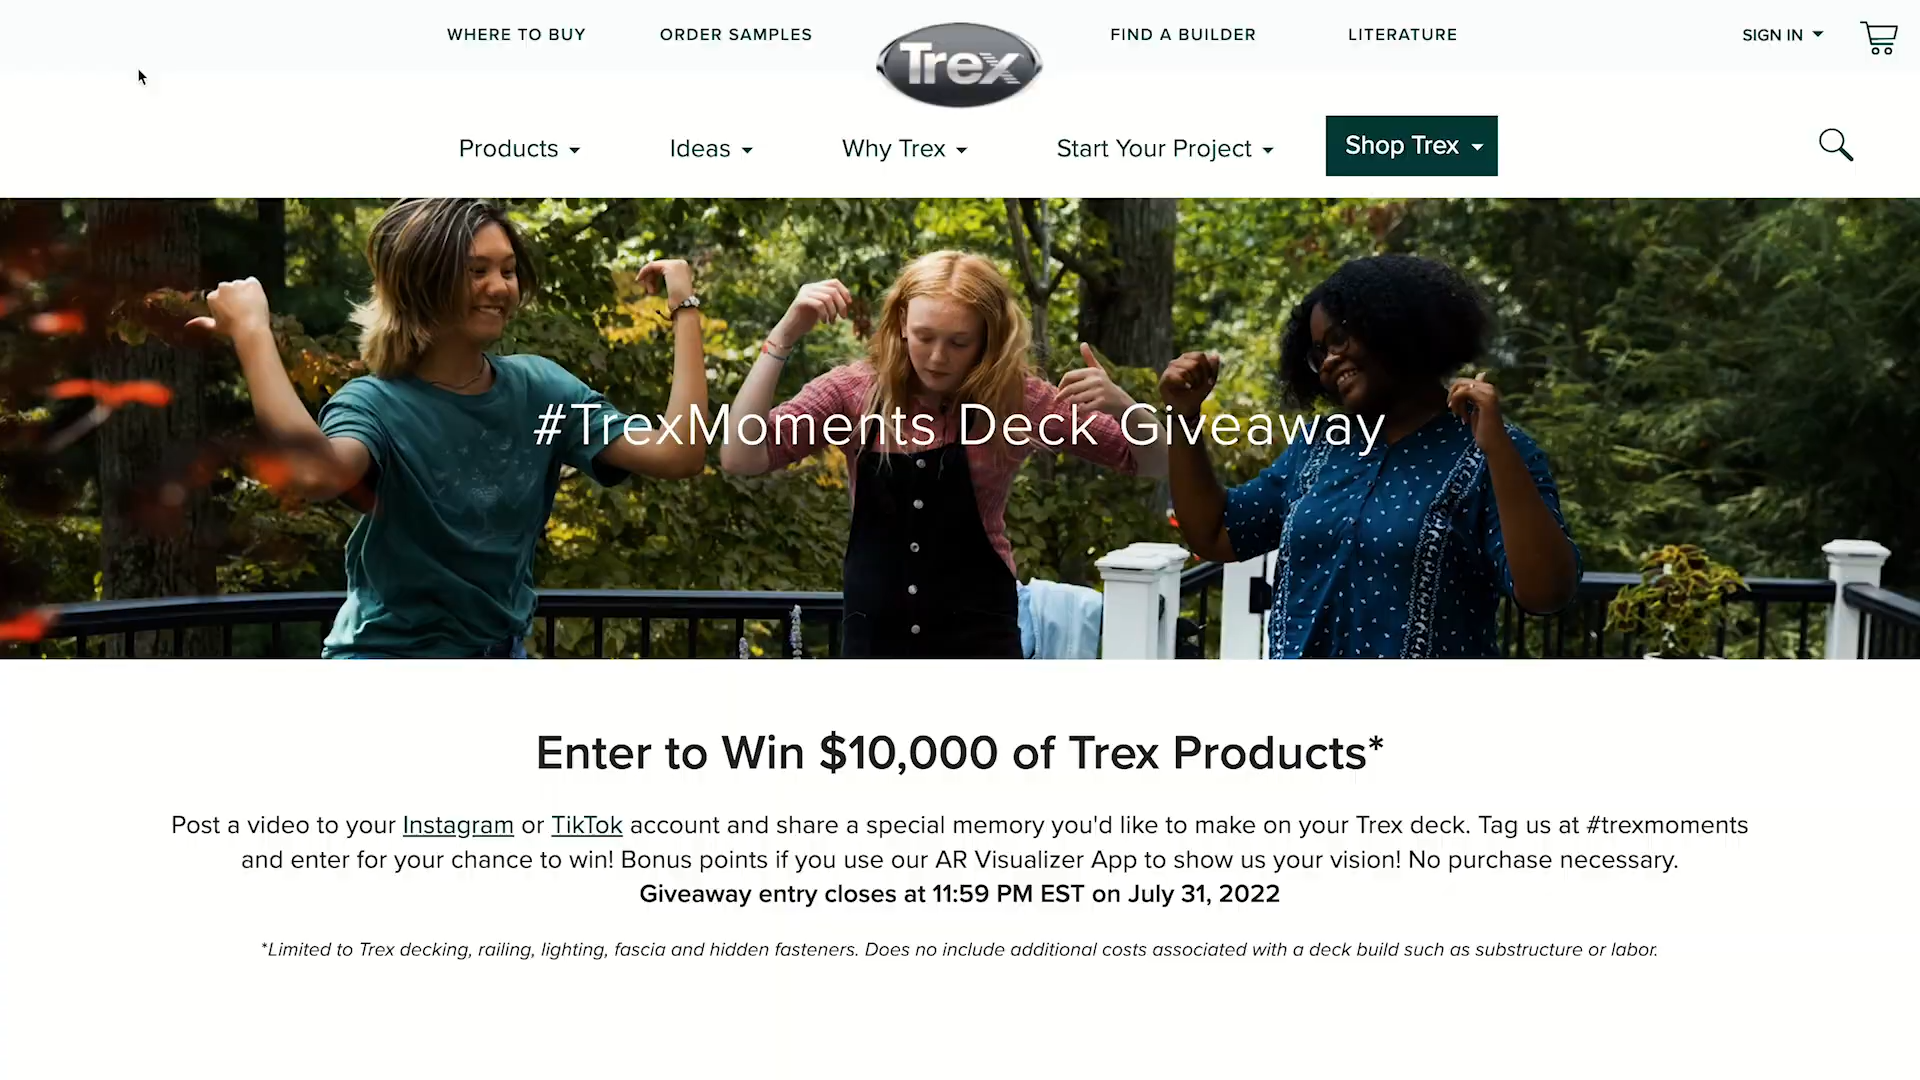 WHERE TO BUY
ORDER SAMPLES
Trex
FIND A BUILDER
LITERATURE
SIGN IN
Products
Ideas
Why Trex
Start Your Project
Shop Trex
#TrexMoments Deck Giveaway
Enter to Win $10,000 of Trex Products*
Post a video to your Instagram or TikTok account and share a special memory you'd like to make on your Trex deck. Tag us at #trexmoments
and enter for your chance to win! Bonus points if you use our AR Visualizer App to show us your vision! No purchase necessary.
Giveaway entry closes at 11:59 PM EST on July 31, 2022
*Limited to Trex decking, railing, lighting, fascia and hidden fasteners. Does no include additional costs associated with a deck build such as substructure or labor.